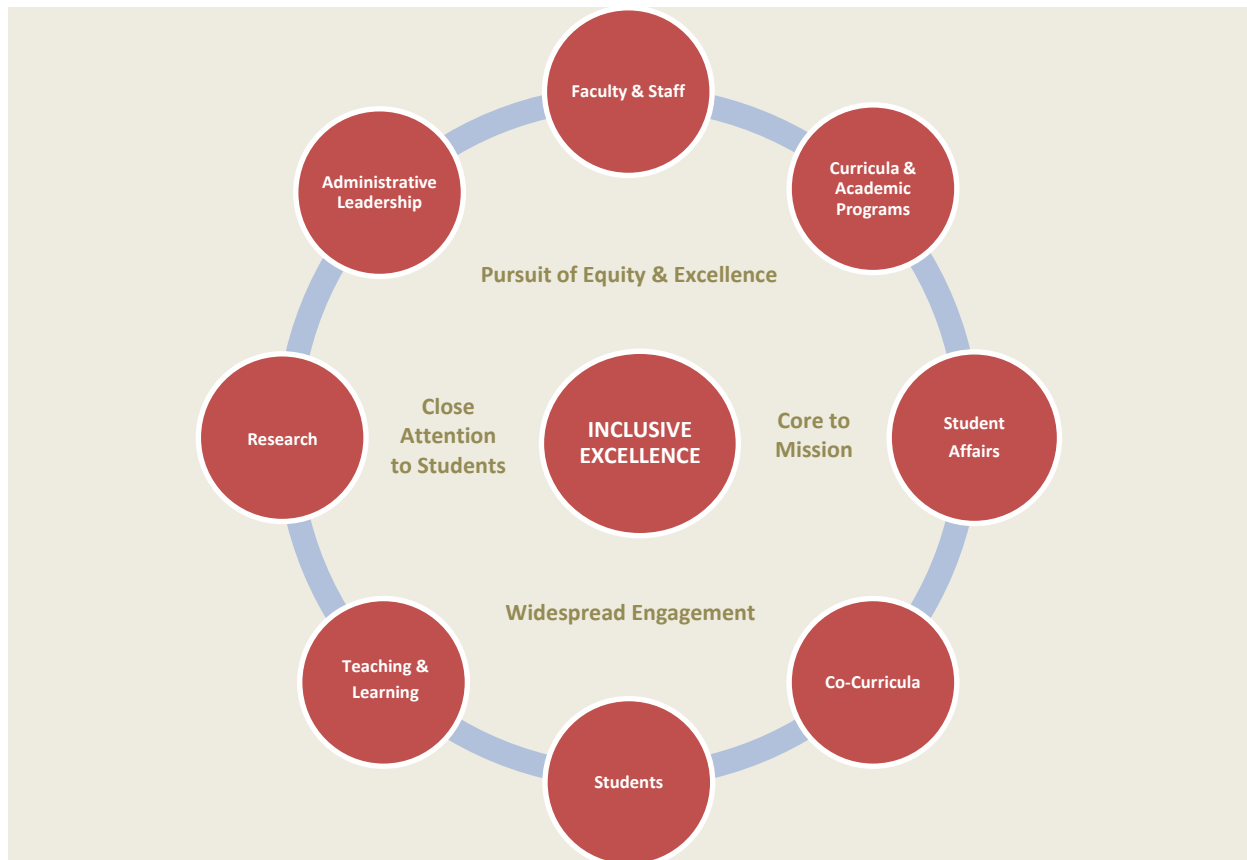 Faculty & Staff
Administrative
Leadership
Curricula &
Academic
Programs
Pursuit of Equity & Excellence
Research
Close
Attention
to Students
INCLUSIVE
EXCELLENCE
Core to
Mission
Student
Affairs
Widespread Engagement
Teaching &
Learning
Co-Curricula
Students